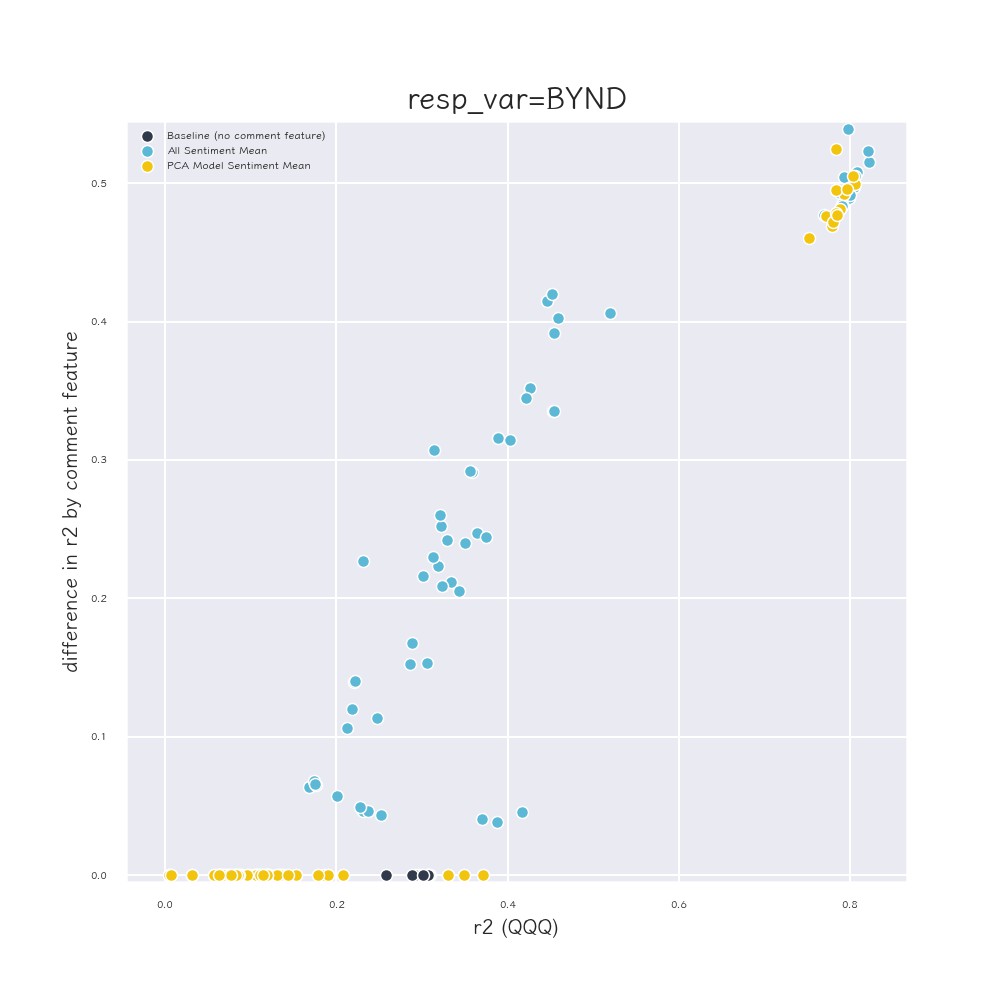 resp_var=BYND
Baseline (no comment feature)
All Sentiment Mean
PCA Model Sentiment Mean
0.5
0.4
0.3
0.2
0.1
0.0
difference in r2 by comment feature
0.0 0.2 0.4 0.6 0.8
r2 (QQQ)